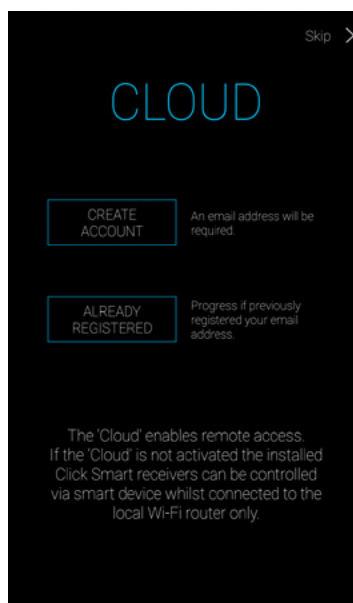 Skip
CLOUD
CREATE
ACCOUNT
An email address will be
required.
ALREADY
REGISTERED
Progress if previously
registered your email
address.
The 'Cloud' enables remote access.
If the 'Cloud' is not activated the installed
Click Smart receivers can be controlled
via smart device whilst connected to the
local Wi-Fi router only.